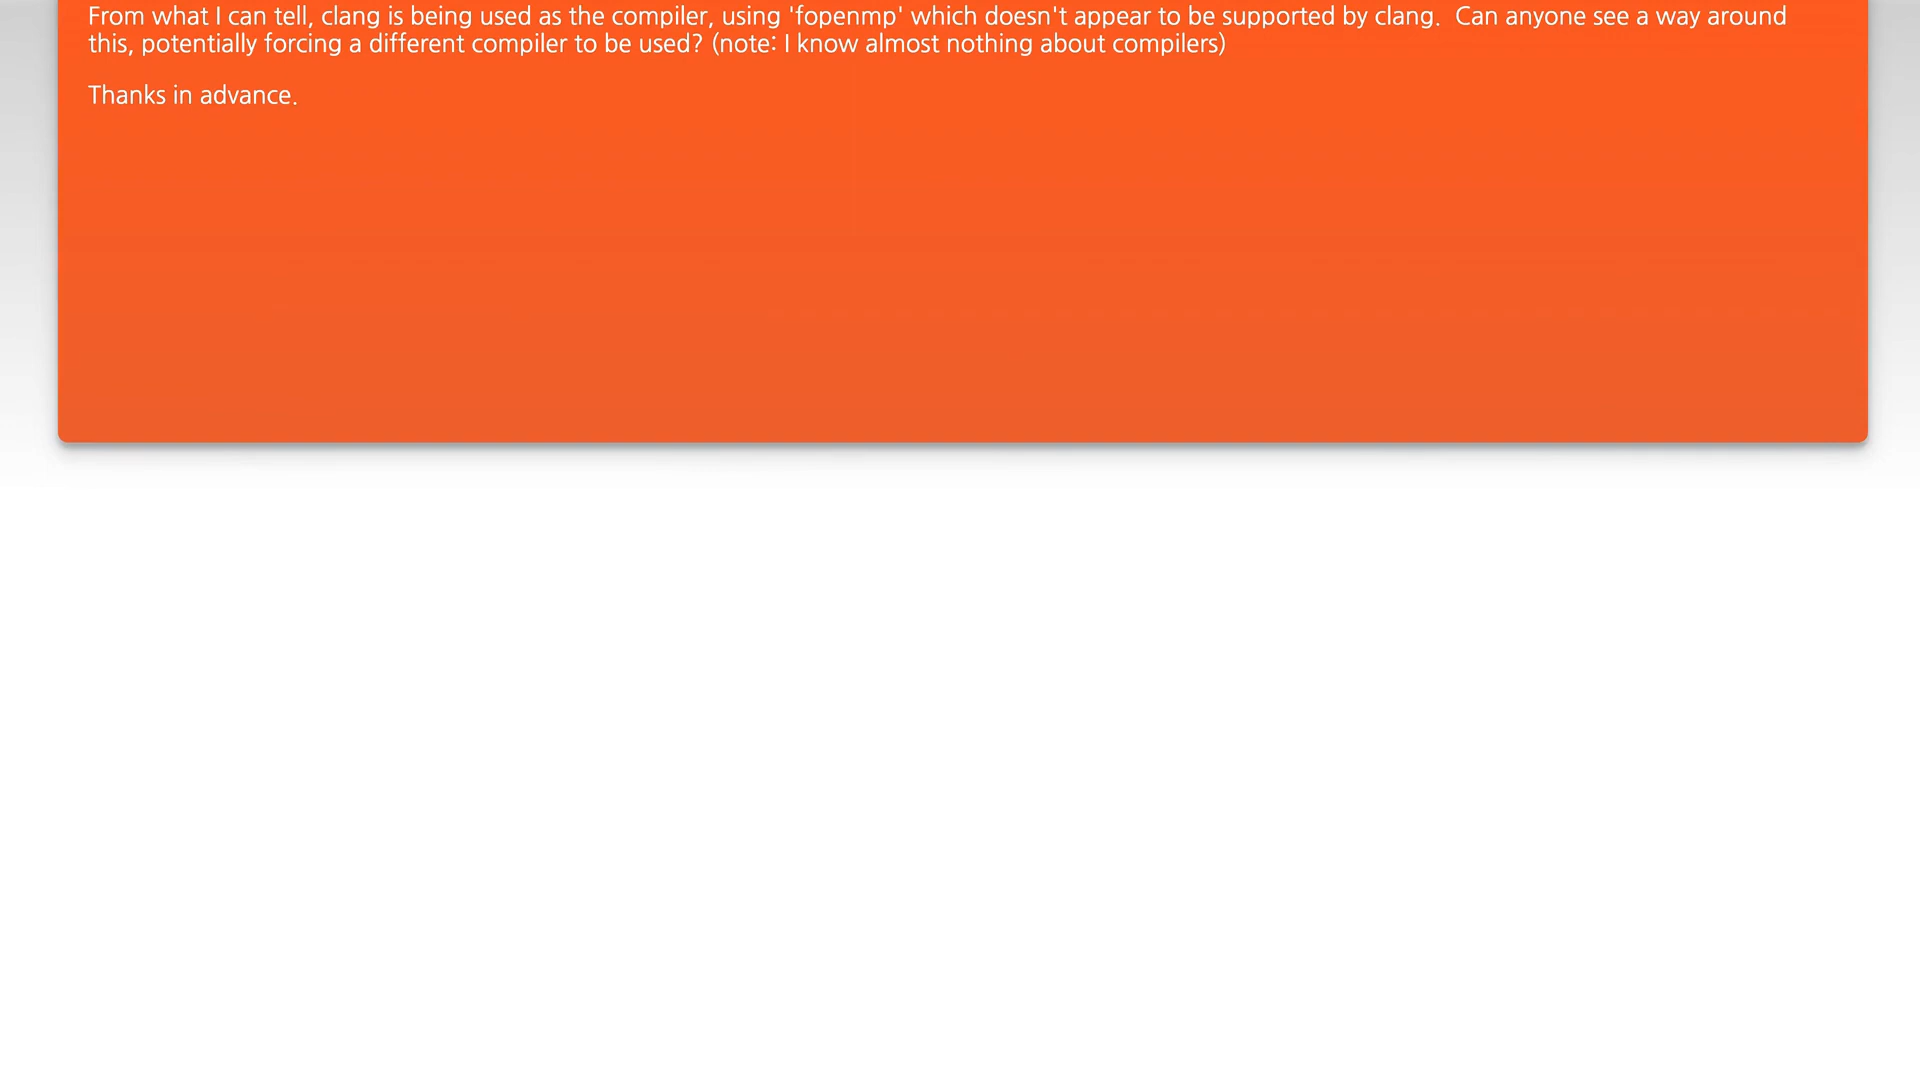 From what I can tell, clang is being used as the compiler, using 'fopenmp' which doesn't appear to be supported by clang.  Can anyone see a way around
this, potentially forcing a different compiler to be used? (note: I know almost nothing about compilers)
Thanks in advance.